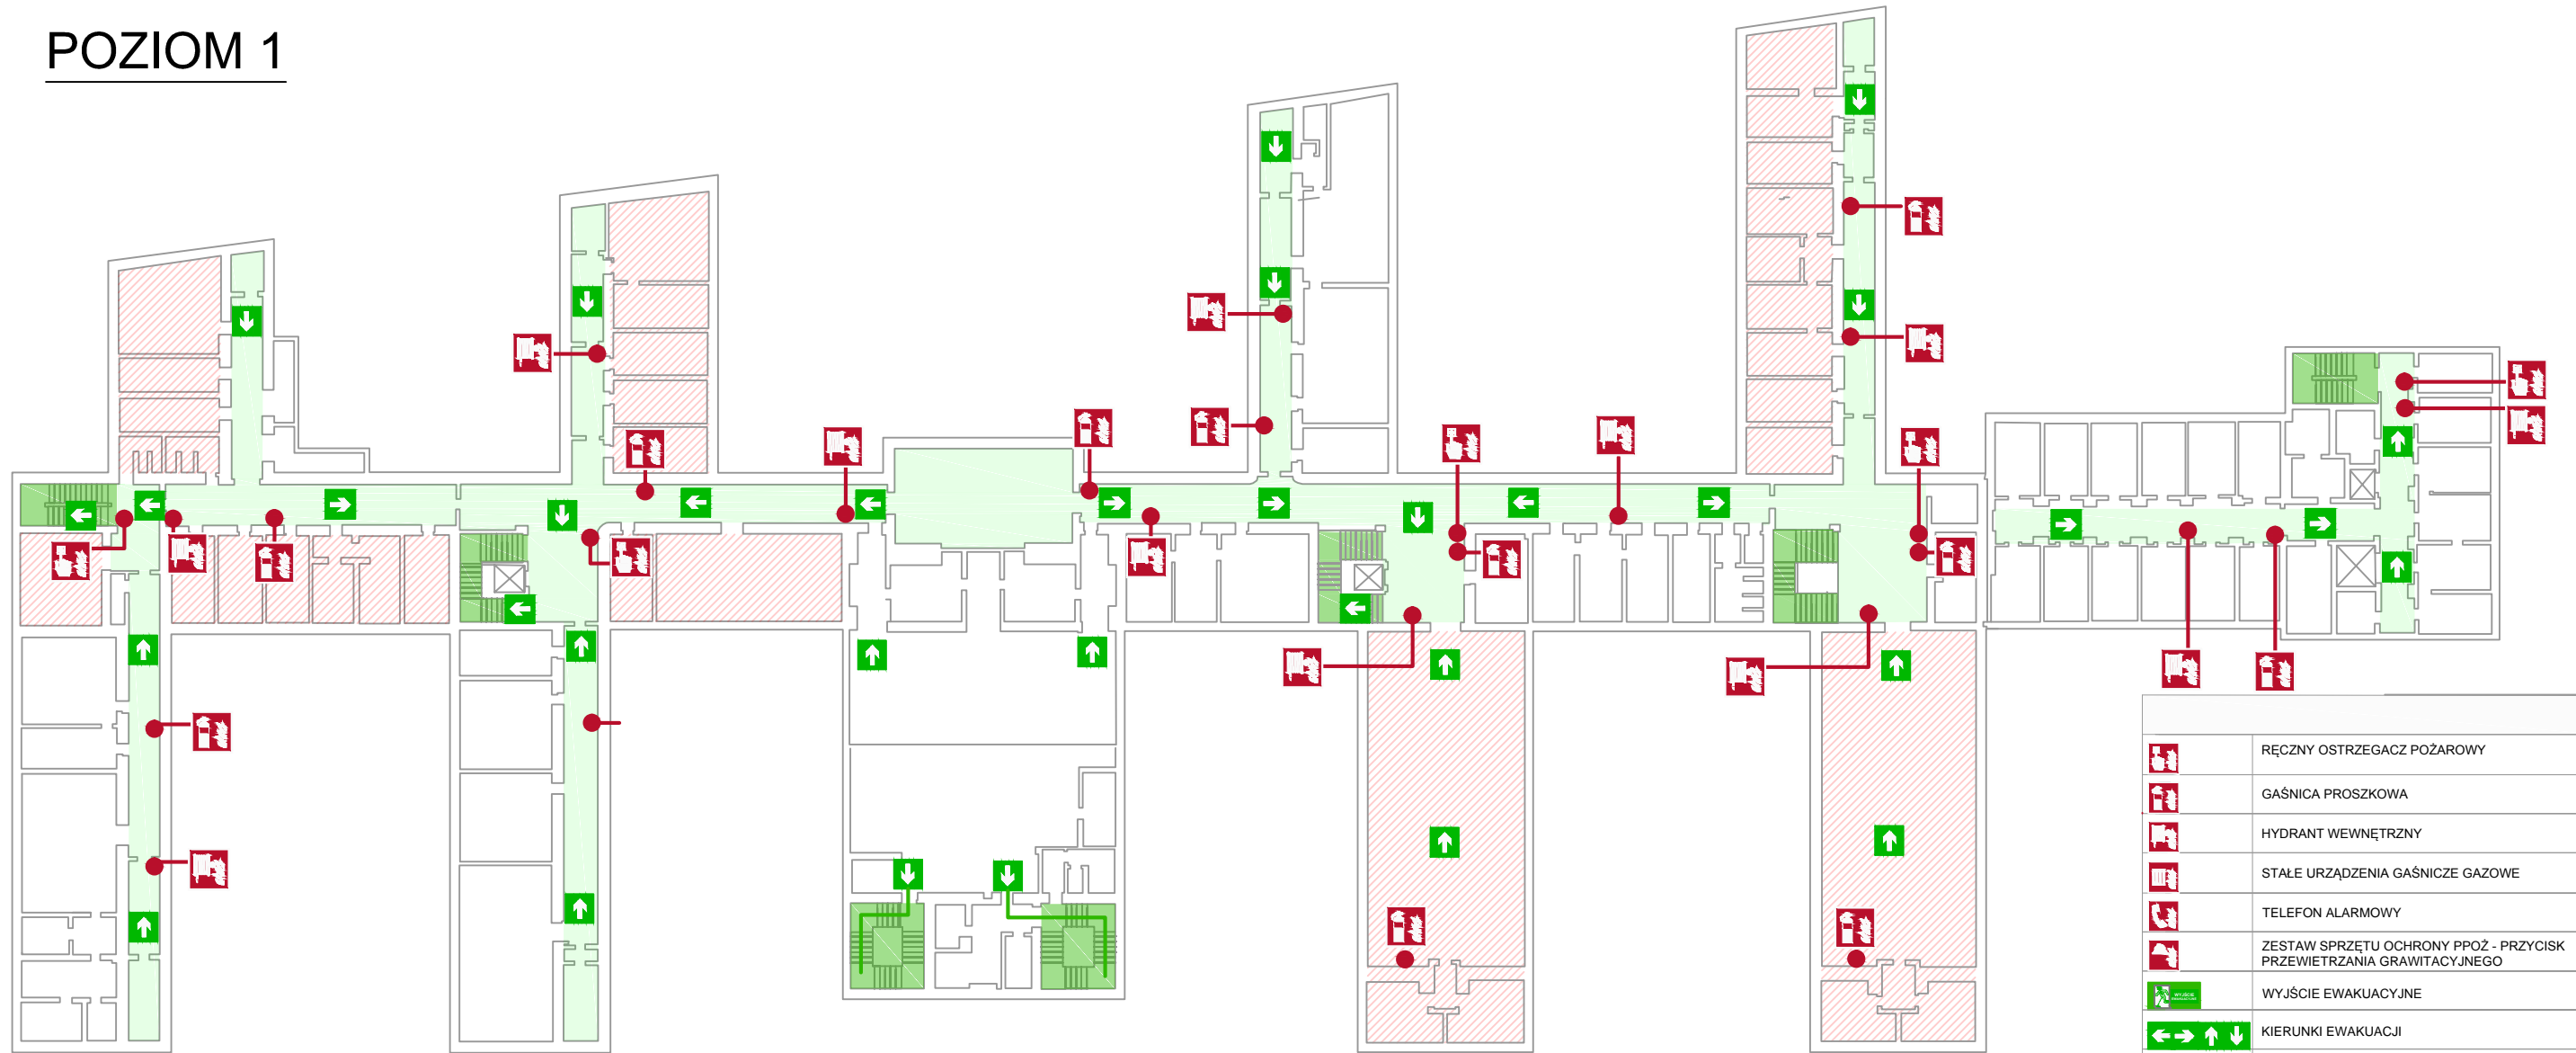 POZIOM 1
RĘCZNY OSTRZEGACZ POŻAROWY
GAŚNICA PROSZKOWA
HYDRANT WEWNĘTRZNY
STAŁE URZĄDZENIA GAŚNICZE GAZOWE
TELEFON ALARMOWY
ZESTAW SPRZĘTU OCHRONY PPOŻ - PRZYCISK
PRZEWIETRZANIA GRAWITACYJNEGO
WYJŚCIE EWAKUACYJNE
KIERUNKI EWAKUACJI